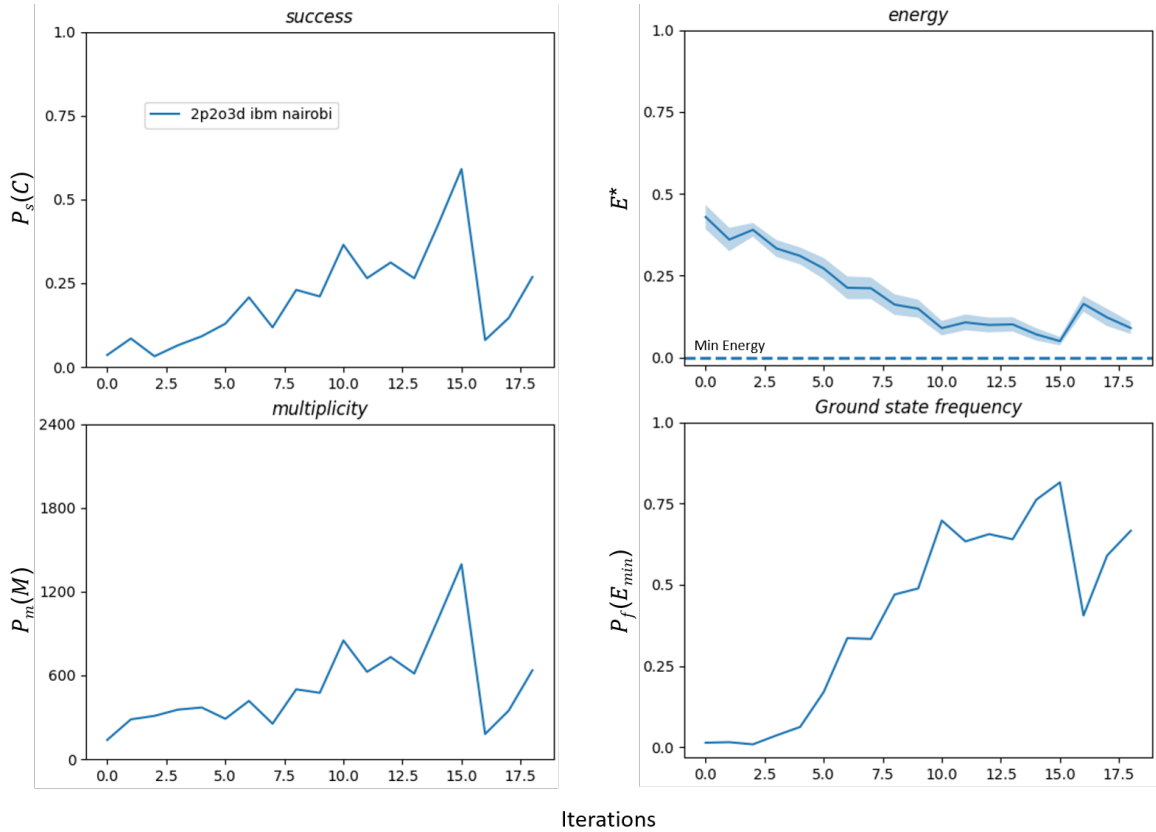 success
P_s(C)
1.0
0.75
0.5
0.25
0.0
2p2o3d ibm nairobi
0.0 2.5 5.0 7.5 10.0 12.5 15.0 17.5
energy
E*
1.0
0.75
0.5
0.25
0.0
Min Energy
0.0 2.5 5.0 7.5 10.0 12.5 15.0 17.5
multiplicity
P_m(M)
2400
1800
1200
600
0
0.0 2.5 5.0 7.5 10.0 12.5 15.0 17.5
Ground state frequency
P_f(E_min)
1.0
0.75
0.5
0.25
0.0
0.0 2.5 5.0 7.5 10.0 12.5 15.0 17.5
Iterations